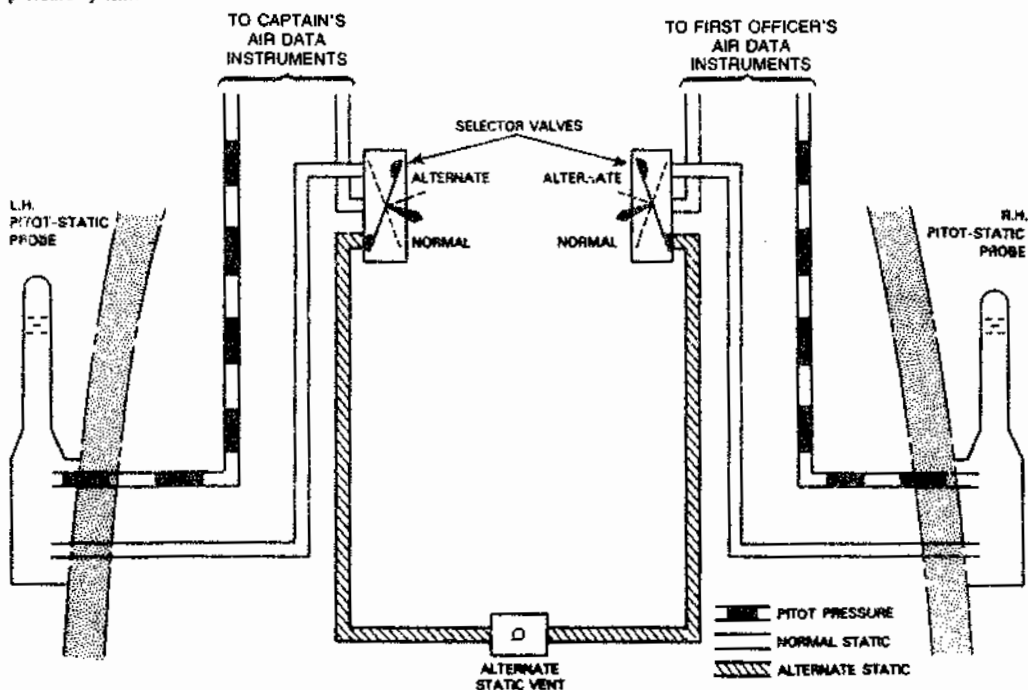 TO CAPTAIN'S
AIR DATA
INSTRUMENTS
TO FIRST OFFICER'S
AIR DATA
INSTRUMENTS
SELECTOR VALVES
ALTERNATE
ALTERNATE
L.H.
PITOT-STATIC
PROBE
R.H.
PITOT-STATIC
PROBE
NORMAL
NORMAL
PITOT PRESSURE
NORMAL STATIC
ALTERNATE STATIC
ALTERNATE
STATIC VENT